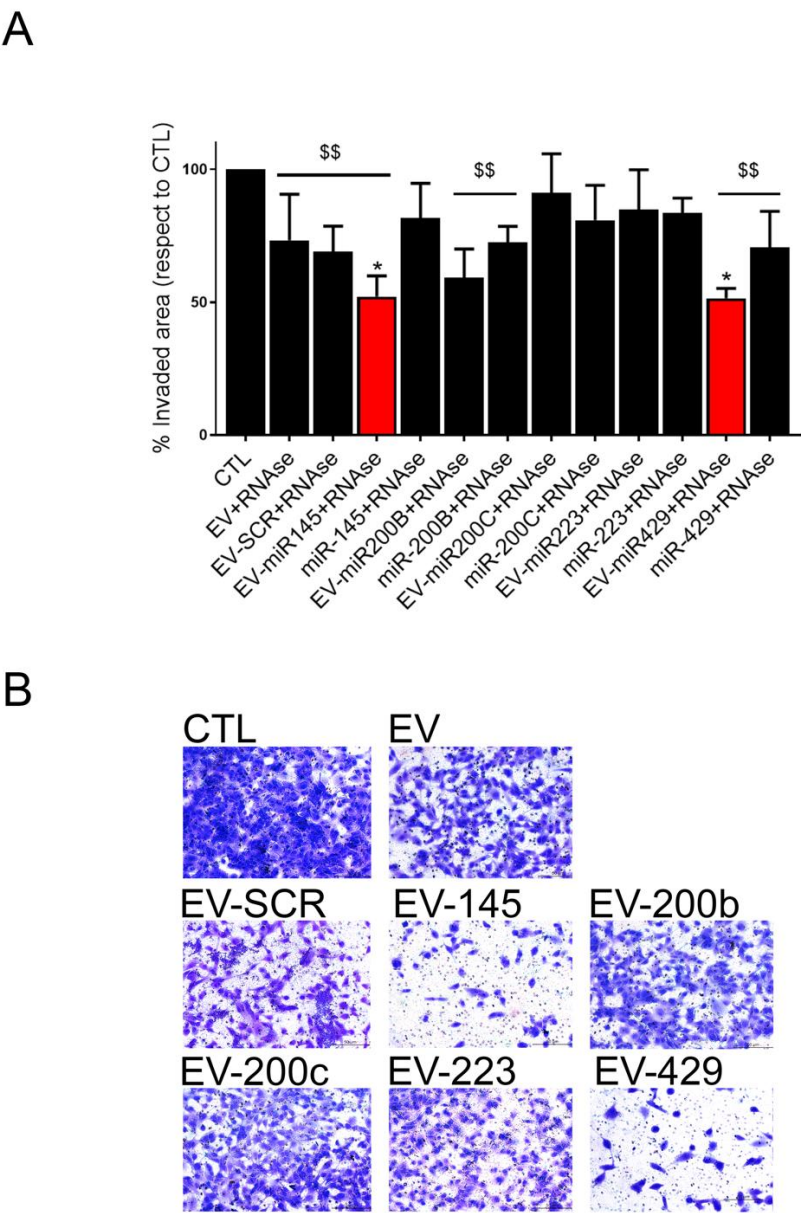 A
% Invaded area (respect to CTL)
100
50
0
$$
$$
$$
*
*
CTL
EV+RNAse
EV-SCR+RNAse
EV-miR145+RNAse
miR-145+RNAse
EV-miR200B+RNAse
miR-200B+RNAse
EV-miR200C+RNAse
miR-200C+RNAse
EV-miR223+RNAse
miR-223+RNAse
EV-miR429+RNAse
miR-429+RNAse
B
CTL
EV
EV-SCR
EV-145
EV-200b
EV-200c
EV-223
EV-429